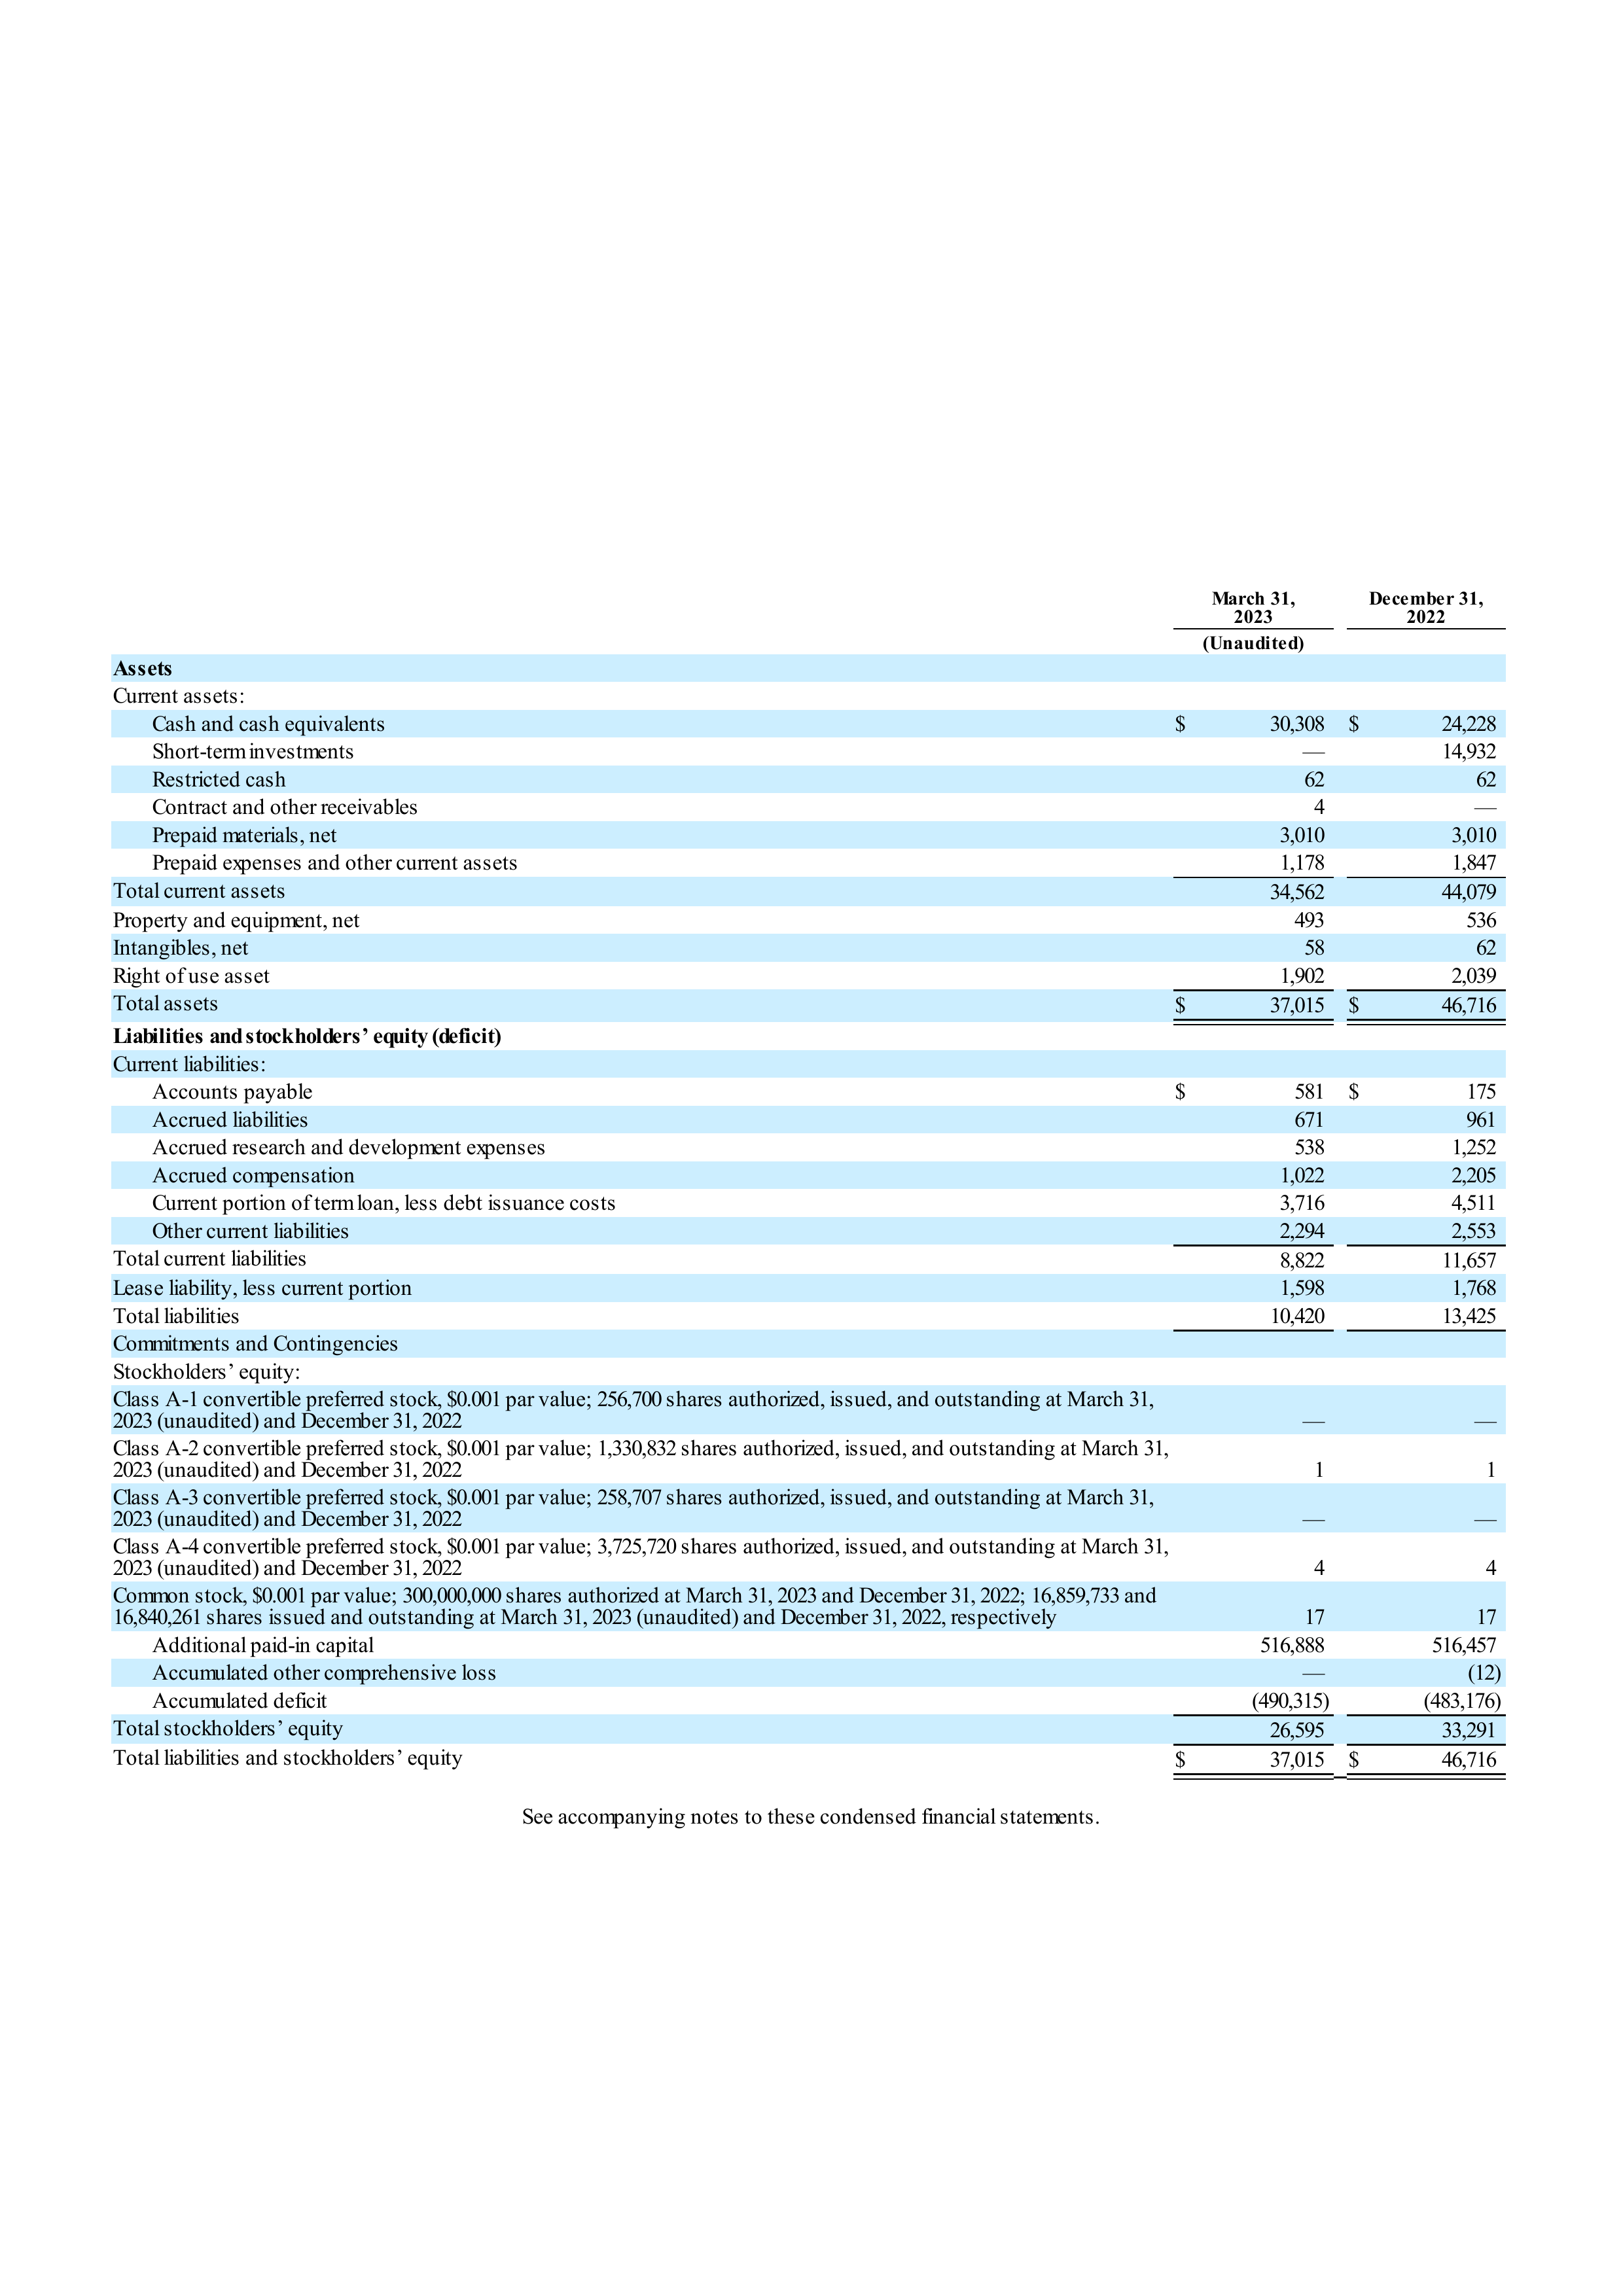 March 31, December 31,
2023 2022
(Unaudited)
Assets
Current assets:
Cash and cash equivalents $ 30,308 $ 24,228
Short-term investments — 14,932
Restricted cash 62 62
Contract and other receivables 4 —
Prepaid materials, net 3,010 3,010
Prepaid expenses and other current assets 1,178 1,847
Total current assets 34,562 44,079
Property and equipment, net 493 536
Intangibles, net 58 62
Right of use asset 1,902 2,039
Total assets $ 37,015 $ 46,716
Liabilities and stockholders’ equity (deficit)
Current liabilities:
Accounts payable $ 581 $ 175
Accrued liabilities 671 961
Accrued research and development expenses 538 1,252
Accrued compensation 1,022 2,205
Current portion of term loan, less debt issuance costs 3,716 4,511
Other current liabilities 2,294 2,553
Total current liabilities 8,822 11,657
Lease liability, less current portion 1,598 1,768
Total liabilities 10,420 13,425
Commitments and Contingencies
Stockholders’ equity:
Class A-1 convertible preferred stock, $0.001 par value; 256,700 shares authorized, issued, and outstanding at March 31,
2023 (unaudited) and December 31, 2022 — —
Class A-2 convertible preferred stock, $0.001 par value; 1,330,832 shares authorized, issued, and outstanding at March 31,
2023 (unaudited) and December 31, 2022 1 1
Class A-3 convertible preferred stock, $0.001 par value; 258,707 shares authorized, issued, and outstanding at March 31,
2023 (unaudited) and December 31, 2022 — —
Class A-4 convertible preferred stock, $0.001 par value; 3,725,720 shares authorized, issued, and outstanding at March 31,
2023 (unaudited) and December 31, 2022 4 4
Common stock, $0.001 par value; 300,000,000 shares authorized at March 31, 2023 and December 31, 2022; 16,859,733 and
16,840,261 shares issued and outstanding at March 31, 2023 (unaudited) and December 31, 2022, respectively 17 17
Additional paid-in capital 516,888 516,457
Accumulated other comprehensive loss — (12)
Accumulated deficit (490,315) (483,176)
Total stockholders’ equity 26,595 33,291
Total liabilities and stockholders’ equity $ 37,015 $ 46,716
See accompanying notes to these condensed financial statements.